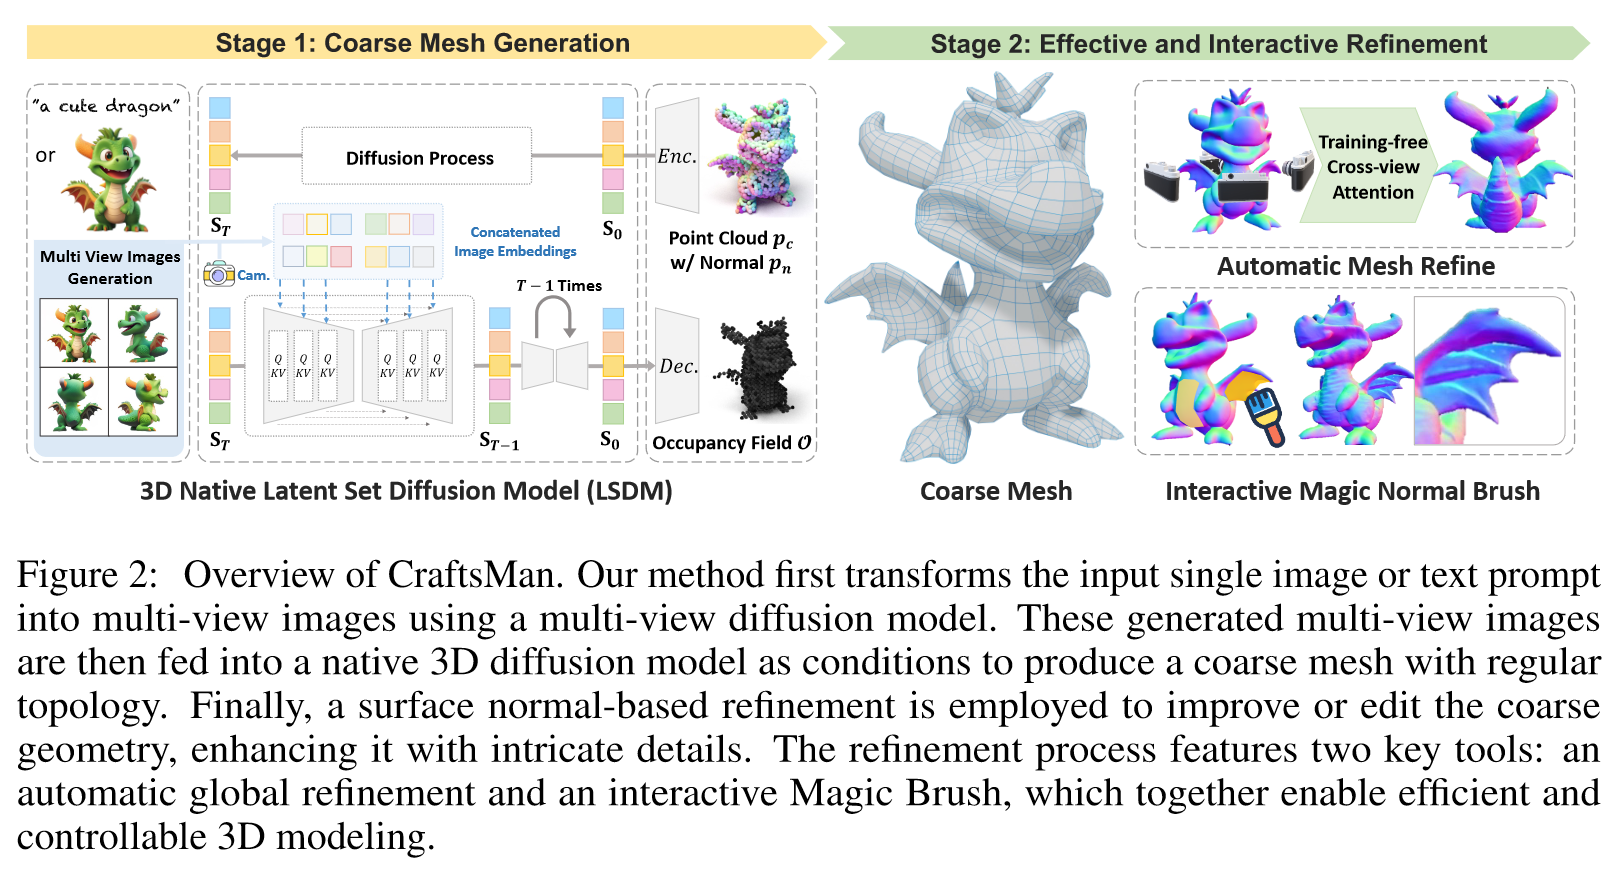 Stage 1: Coarse Mesh Generation
Stage 2: Effective and Interactive Refinement
"a cute dragon"
or
Multi View Images
Generation
S_T
Diffusion Process
S_0
Enc.
Point Cloud p_c
w/ Normal p_n
Concatenated
Image Embeddings
Cam.
T − 1 Times
Q
KV
Q
KV
Q
KV
Q
KV
Q
KV
Q
KV
S_T
S_{T−1}
S_0
Dec.
Occupancy Field 𝒪
3D Native Latent Set Diffusion Model (LSDM)
Coarse Mesh
Training-free
Cross-view
Attention
Automatic Mesh Refine
Interactive Magic Normal Brush
Figure 2: Overview of CraftsMan. Our method first transforms the input single image or text prompt
into multi-view images using a multi-view diffusion model. These generated multi-view images
are then fed into a native 3D diffusion model as conditions to produce a coarse mesh with regular
topology. Finally, a surface normal-based refinement is employed to improve or edit the coarse
geometry, enhancing it with intricate details. The refinement process features two key tools: an
automatic global refinement and an interactive Magic Brush, which together enable efficient and
controllable 3D modeling.